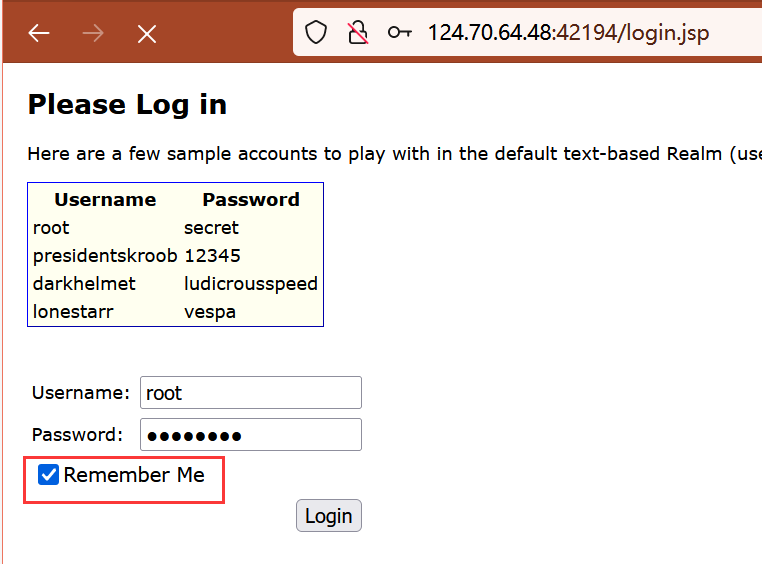 124.70.64.48:42194/login.jsp
Please Log in
Here are a few sample accounts to play with in the default text-based Realm (use
Username Password
root secret
presidentskroob 12345
darkhelmet ludicrousspeed
lonestarr vespa
Username: root
Password: ●●●●●●●●
Remember Me
Login